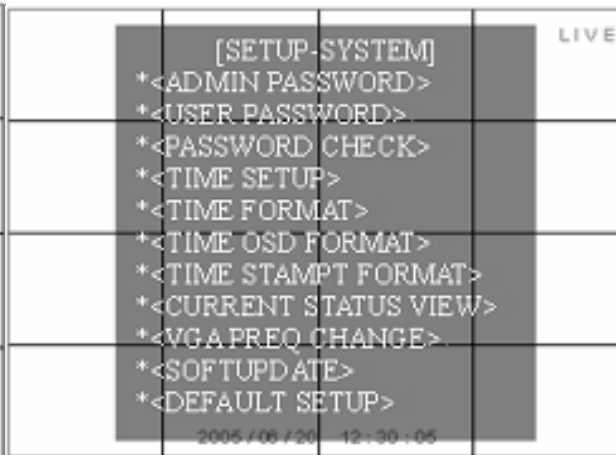 LIVE
[SETUP-SYSTEM]
*<ADMIN PASSWORD>
*<USER PASSWORD>
*<PASSWORD CHECK>
*<TIME SETUP>
*<TIME FORMAT>
*<TIME OSD FORMAT>
*<TIME STAMPT FORMAT>
*<CURRENT STATUS VIEW>
*<VGA PREQ CHANGE>
*<SOFTUPDATE>
*<DEFAULT SETUP>
2005/06/20 12:30:05